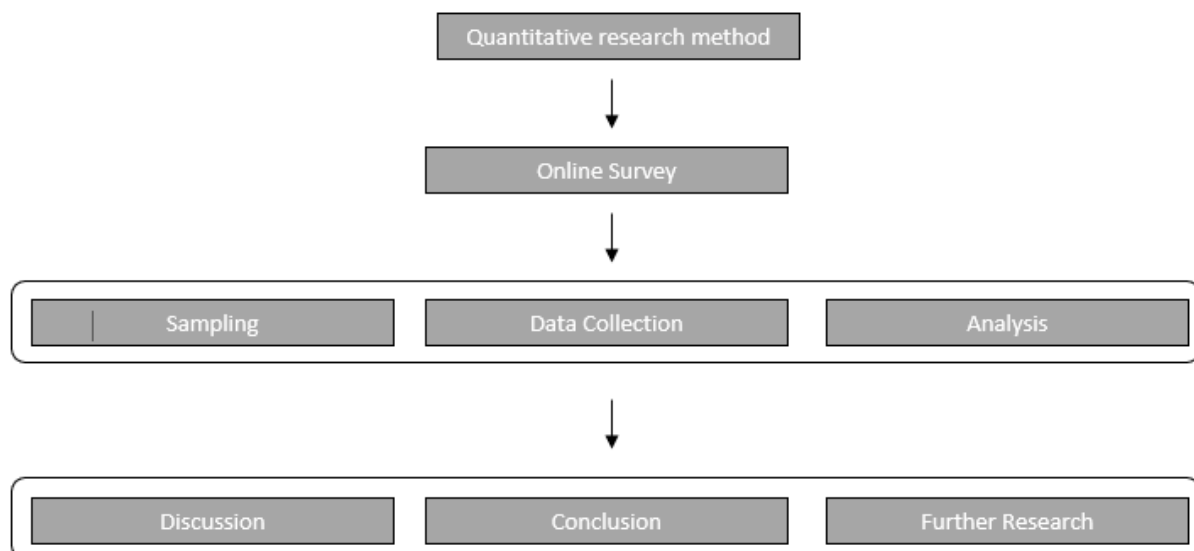 Quantitative research method
Online Survey
Sampling
Data Collection
Analysis
Discussion
Conclusion
Further Research